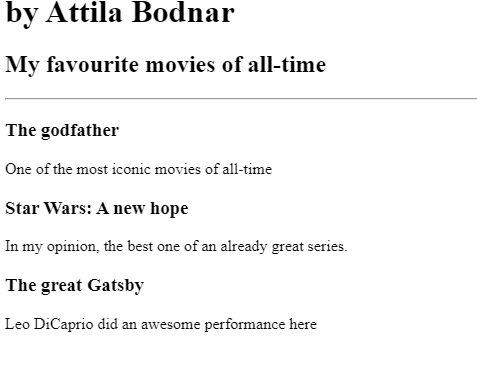 by Attila Bodnar
My favourite movies of all-time
The godfather
One of the most iconic movies of all-time
Star Wars: A new hope
In my opinion, the best one of an already great series.
The great Gatsby
Leo DiCaprio did an awesome performance here